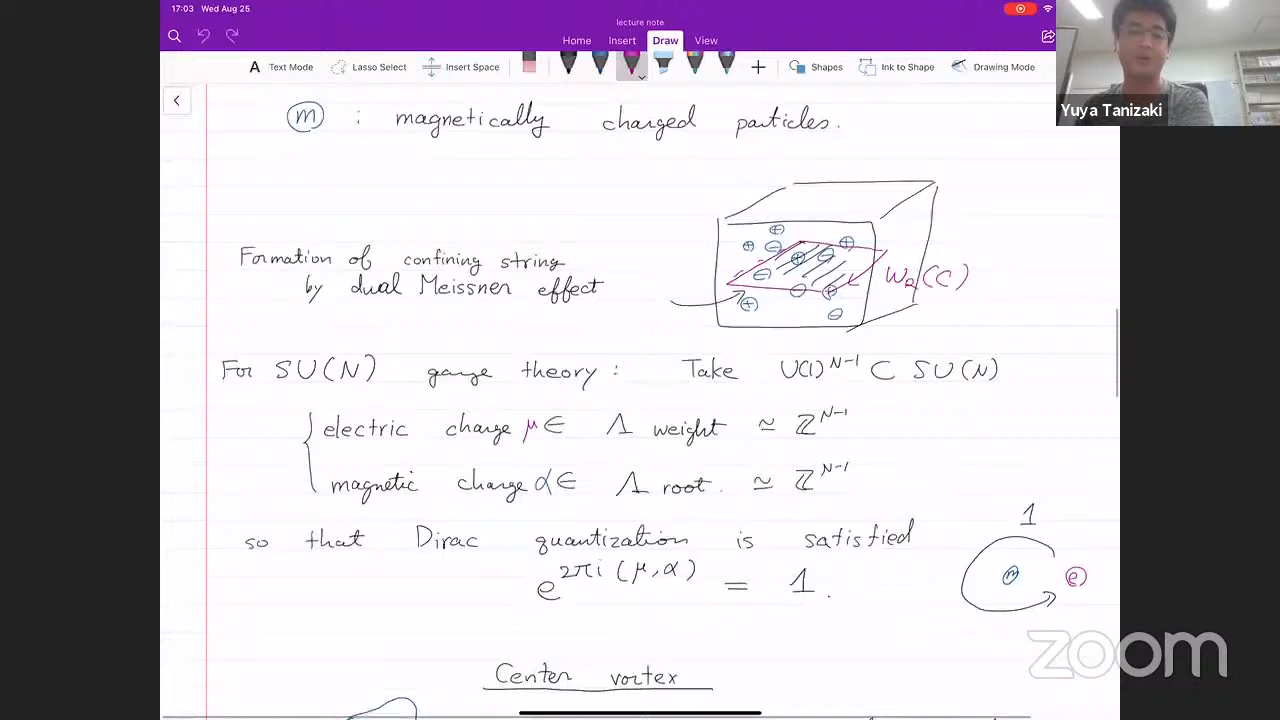 17:03 Wed Aug 25
lecture note
Home Insert Draw View
Text Mode Lasso Select Insert Space Shapes Ink to Shape Drawing Mode
Yuya Tanizaki
m : magnetically charged particles.
Formation of confining string
by dual Meissner effect
W_R(C)
For SU(N) gauge theory : Take U(1)^{N-1} ⊂ SU(N)
electric charge μ ∈ Λ weight ≃ ℤ^{N-1}
magnetic charge α ∈ Λ root. ≃ ℤ^{N-1}
so that Dirac quantization is satisfied
e^{2πi (μ, α)} = 1.
1
m e
Center vortex
zoom